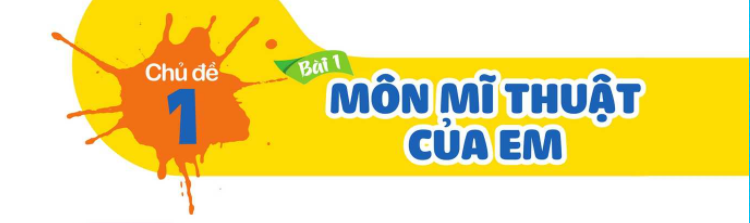 Chủ đề
1
Bài 1
MÔN MĨ THUẬT
CỦA EM